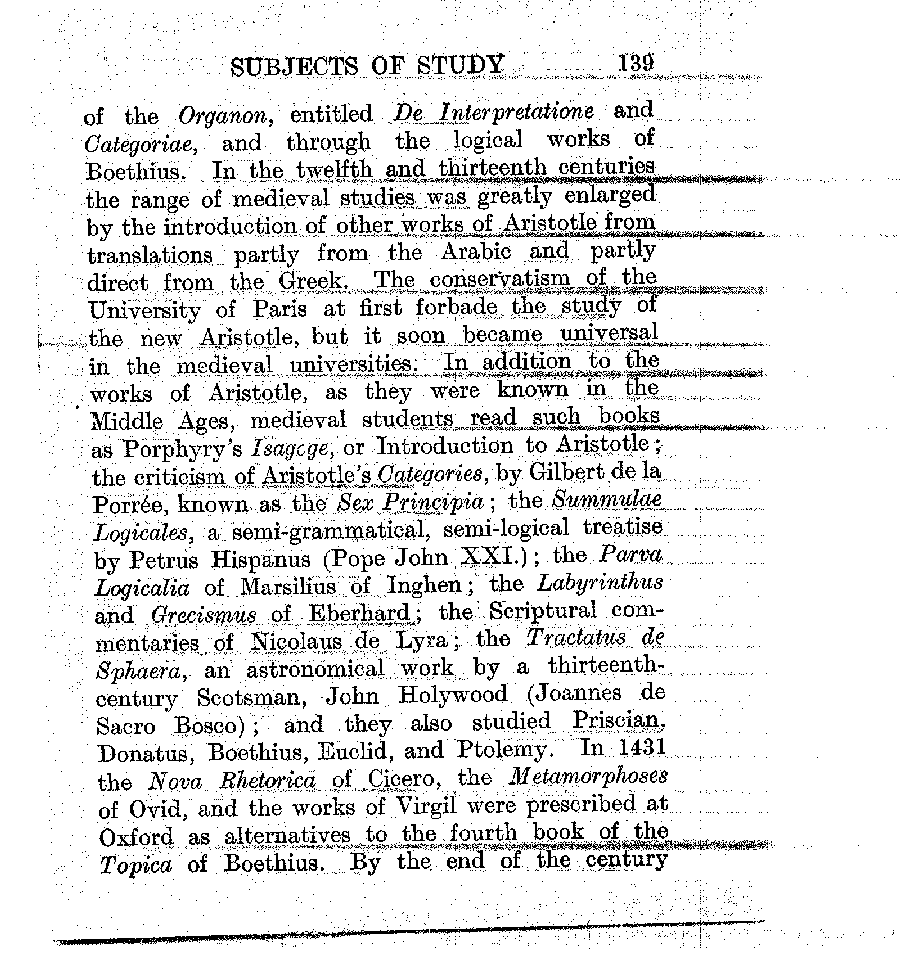 SUBJECTS OF STUDY 139
of the Organon, entitled De Interpretatione and
Categoriae, and through the logical works of
Boethius. In the twelfth and thirteenth centuries
the range of medieval studies was greatly enlarged
by the introduction of other works of Aristotle from
translations partly from the Arabic and partly
direct from the Greek. The conservatism of the
University of Paris at first forbade the study of
the new Aristotle, but it soon became universal
in the medieval universities. In addition to the
works of Aristotle, as they were known in the
Middle Ages, medieval students read such books
as Porphyry's Isagoge, or Introduction to Aristotle;
the criticism of Aristotle's Categories, by Gilbert de la
Porrée, known as the Sex Principia; the Summulae
Logicales, a semi-grammatical, semi-logical treatise
by Petrus Hispanus (Pope John XXI.); the Parva
Logicalia of Marsilius of Inghen; the Labyrinthus
and Grecismus of Eberhard; the Scriptural com-
mentaries of Nicolaus de Lyra; the Tractatus de
Sphaera, an astronomical work by a thirteenth-
century Scotsman, John Holywood (Joannes de
Sacro Bosco); and they also studied Priscian,
Donatus, Boethius, Euclid, and Ptolemy. In 1431
the Nova Rhetorica of Cicero, the Metamorphoses
of Ovid, and the works of Virgil were prescribed at
Oxford as alternatives to the fourth book of the
Topica of Boethius. By the end of the century